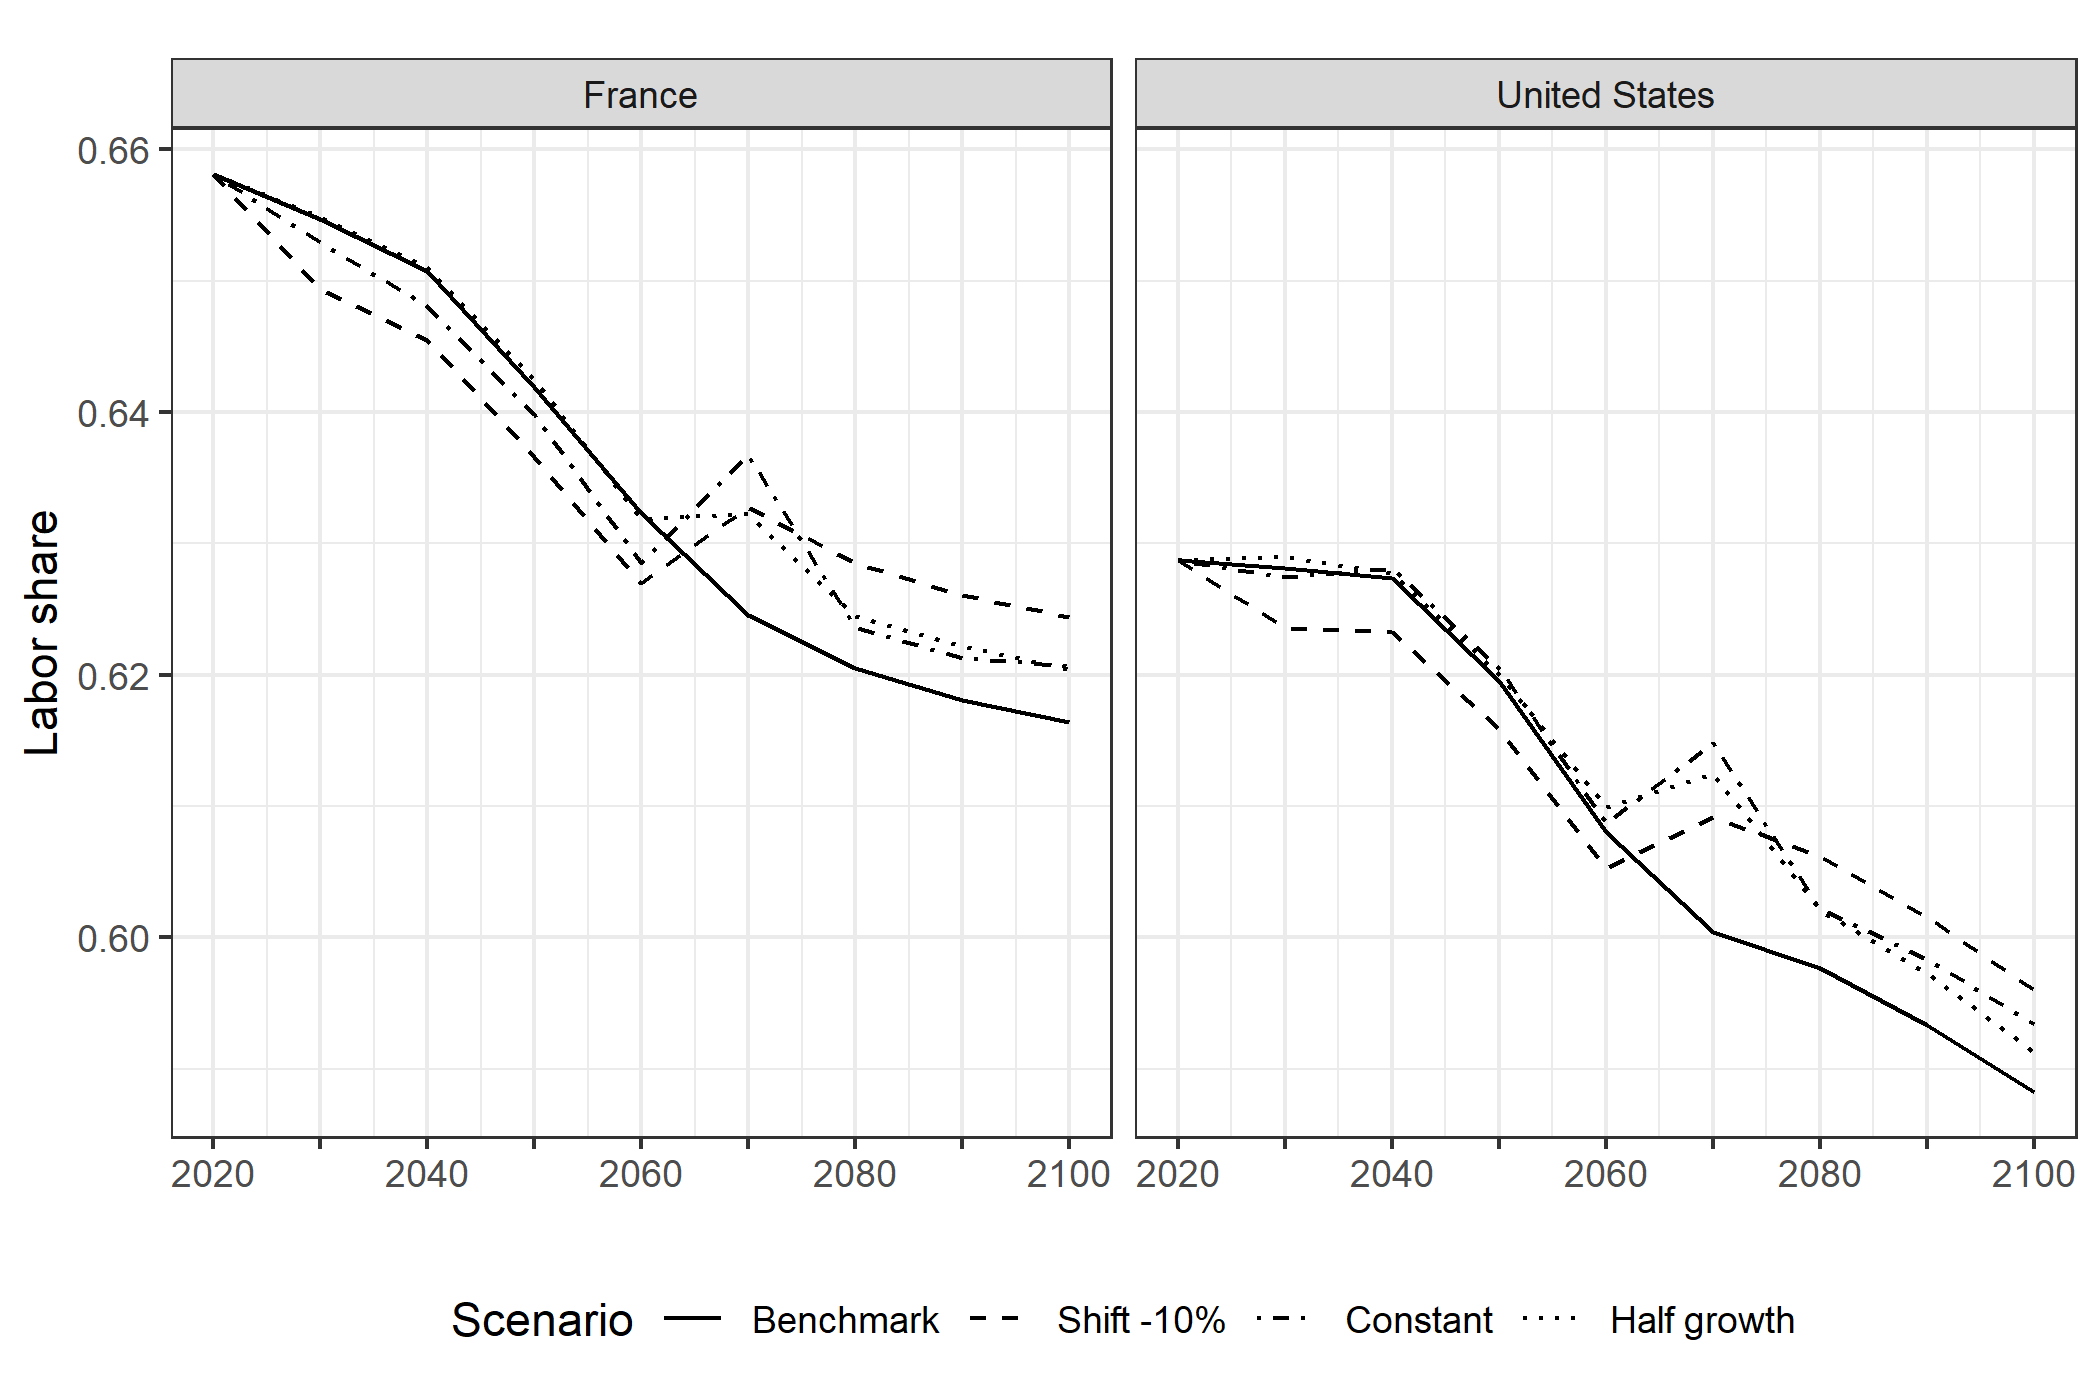 France
United States
0.66
0.64
0.62
0.60
Labor share
2020 2040 2060 2080 2100
2020 2040 2060 2080 2100
Scenario Benchmark Shift -10% Constant Half growth